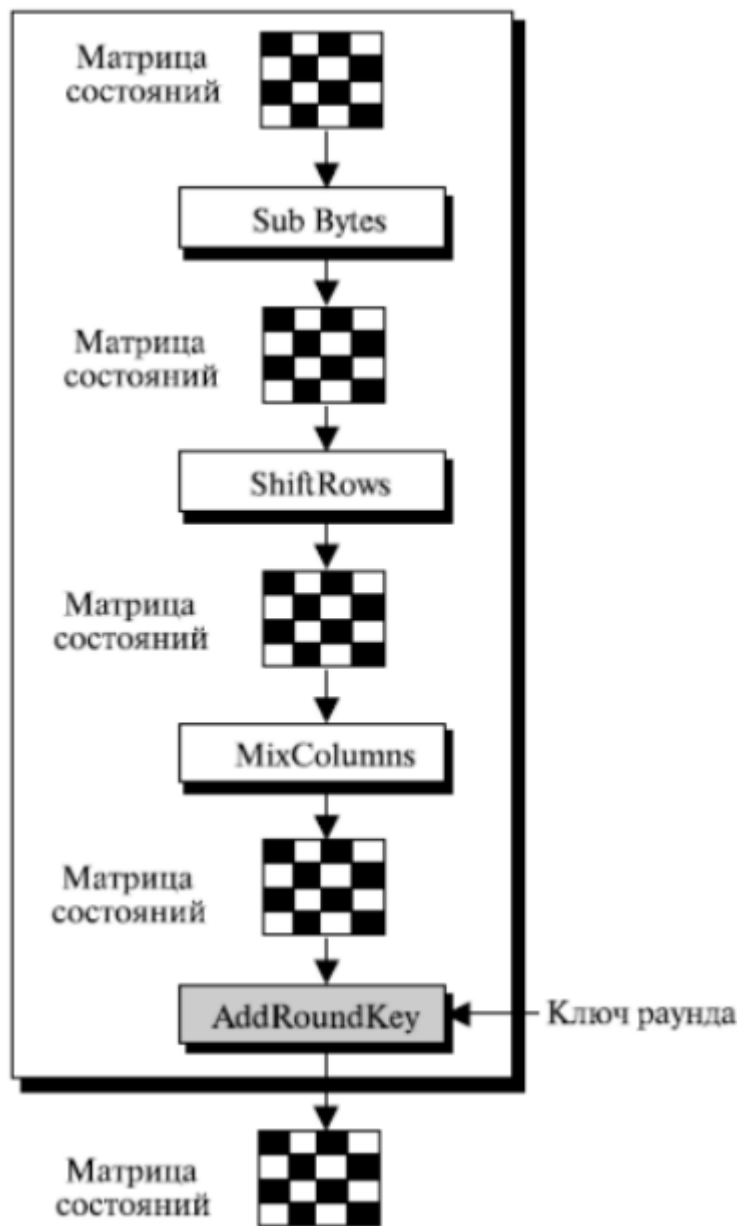 Матрица
состояний
Sub Bytes
Матрица
состояний
ShiftRows
Матрица
состояний
MixColumns
Матрица
состояний
AddRoundKey
Ключ раунда
Матрица
состояний